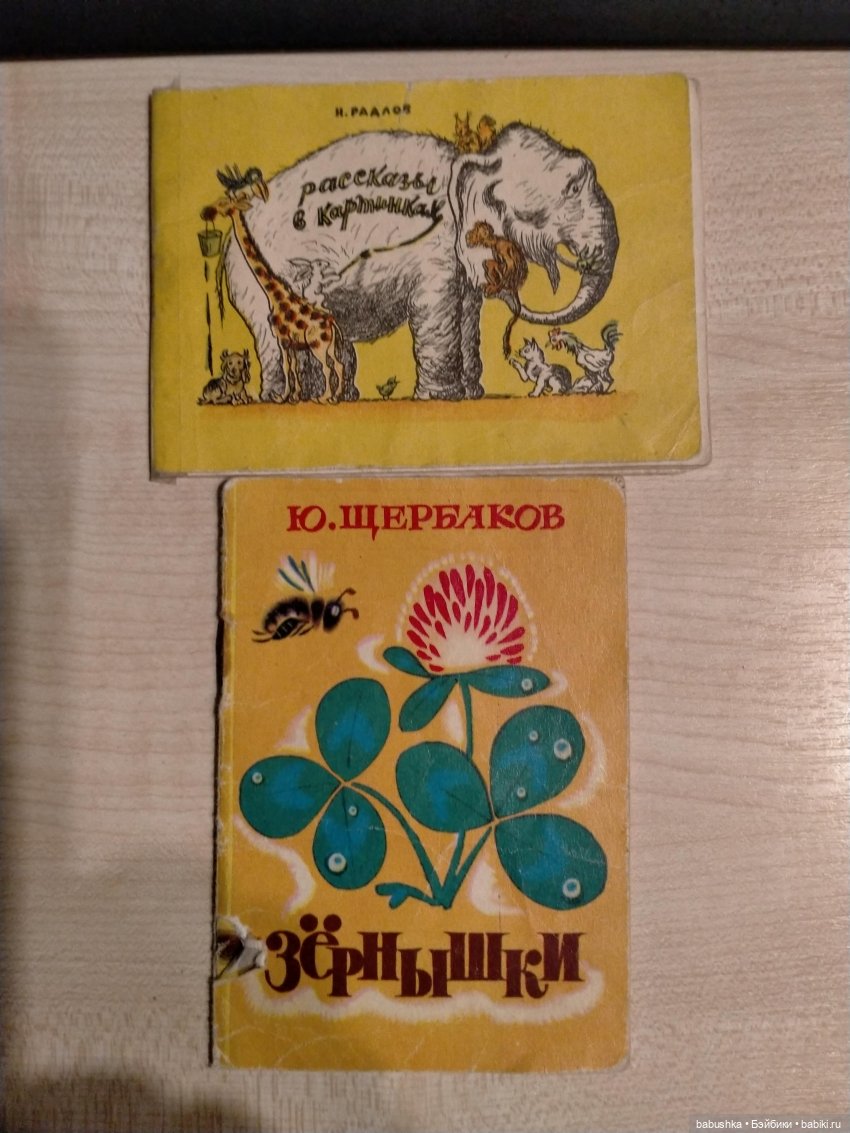 Н. РАДЛОВ
рассказы
в картинках
Ю.ЩЕРБАКОВ
ЗЁРНЫШКИ
babushka • Бэйбики • babiki.ru